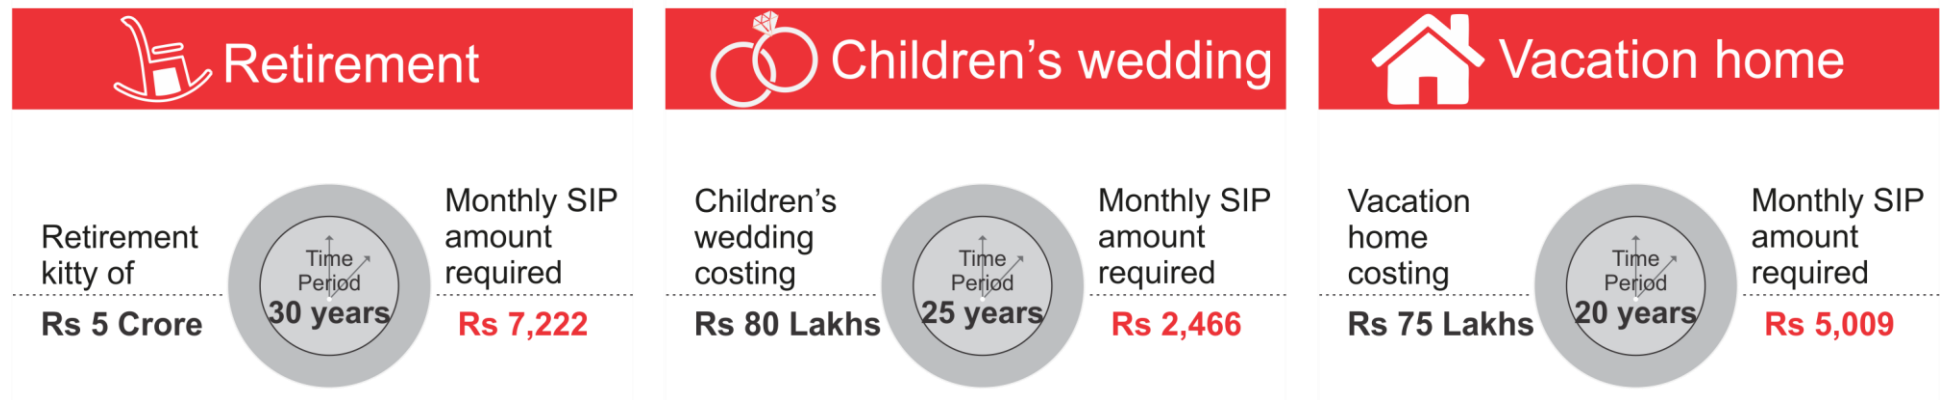 Retirement
Retirement
kitty of
Rs 5 Crore
Time
Period
30 years
Monthly SIP
amount
required
Rs 7,222
Children’s wedding
Children’s
wedding
costing
Rs 80 Lakhs
Time
Period
25 years
Monthly SIP
amount
required
Rs 2,466
Vacation home
Vacation
home
costing
Rs 75 Lakhs
Time
Period
20 years
Monthly SIP
amount
required
Rs 5,009